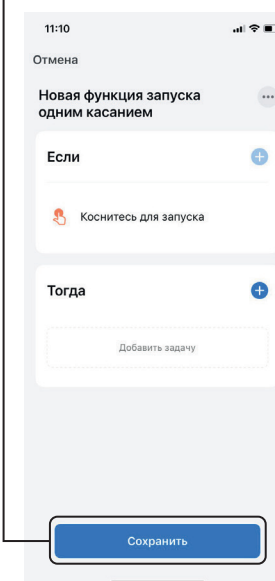 11:10
Отмена
Новая функция запуска
одним касанием
Если
Коснитесь для запуска
Тогда
Добавить задачу
Сохранить